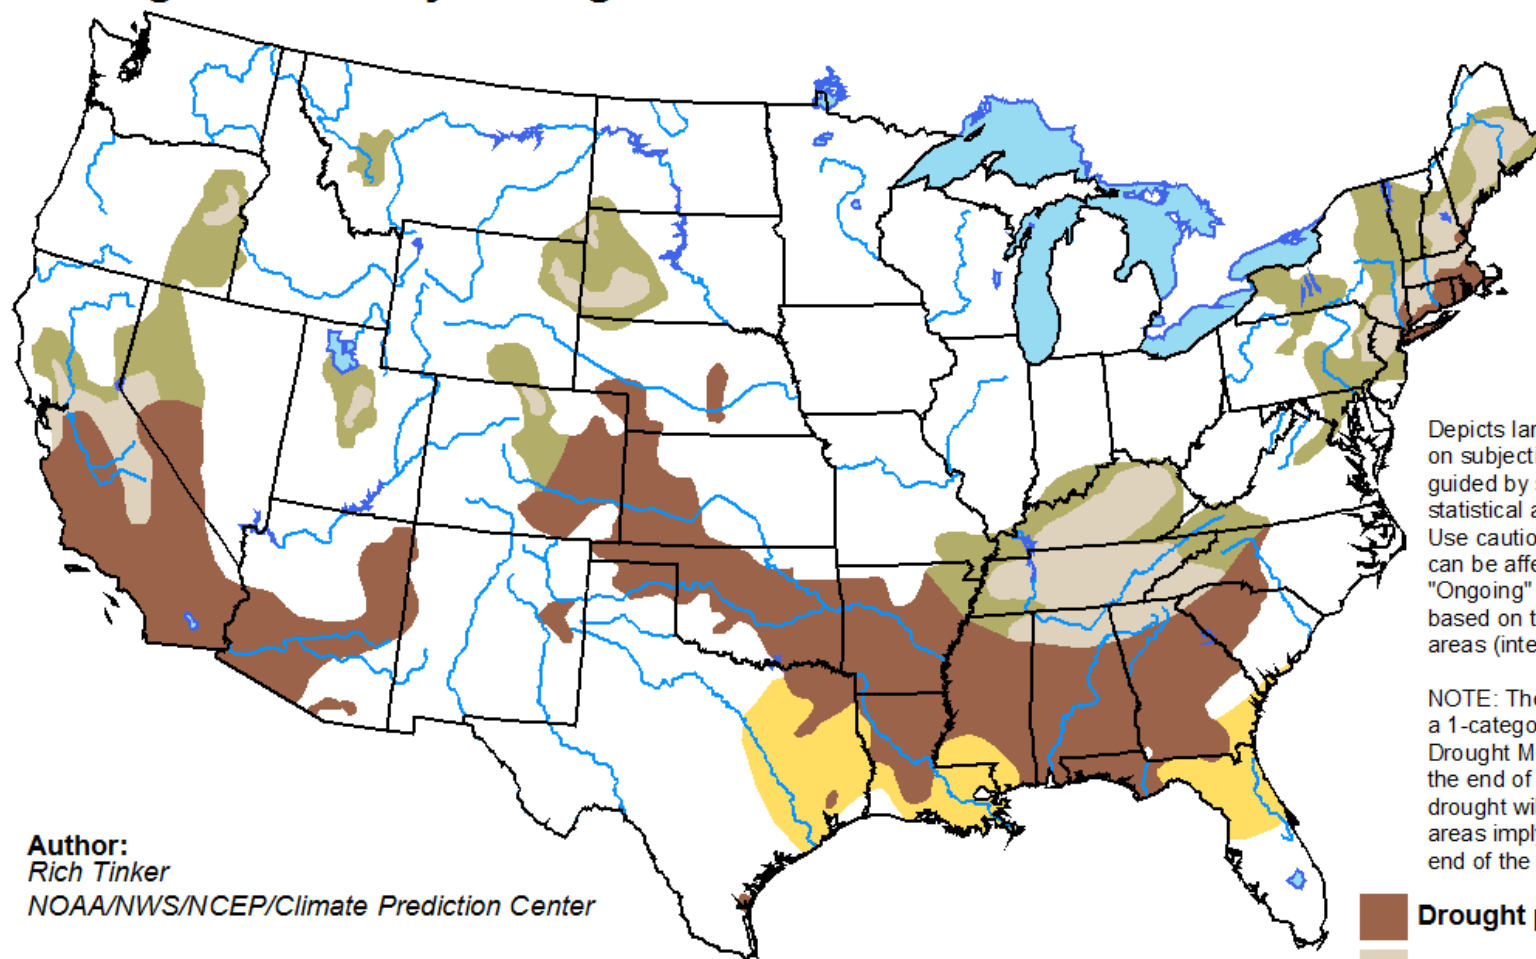 Author:
Rich Tinker
NOAA/NWS/NCEP/Climate Prediction Center
Depicts lar
on subjecti
guided by
statistical a
Use cautio
can be affe
"Ongoing"
based on t
areas (inte
NOTE: The
a 1-catego
Drought M
the end of
drought wi
areas impl
end of the
Drought p